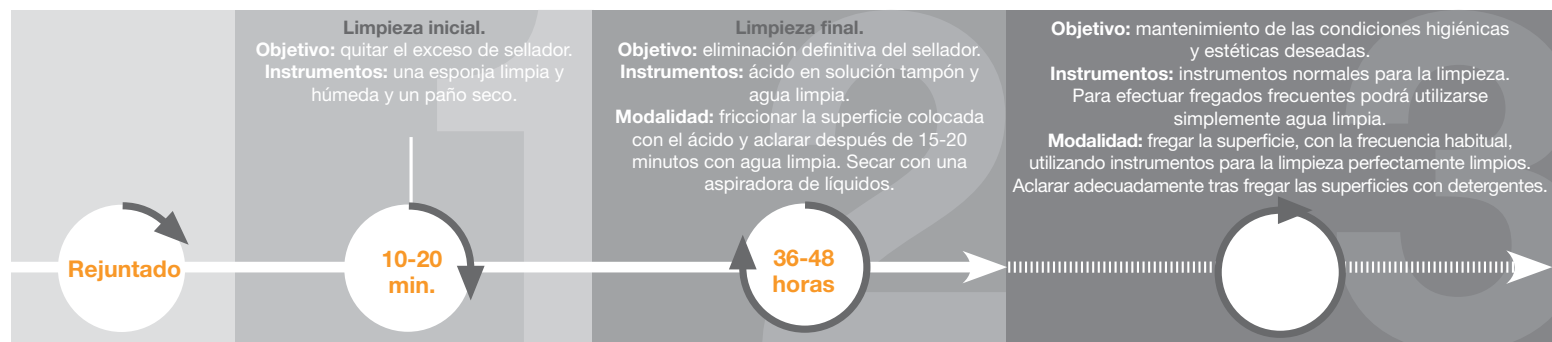 Rejuntado
1
Limpieza inicial.
Objetivo: quitar el exceso de sellador.
Instrumentos: una esponja limpia y
húmeda y un paño seco.
10-20
min.
2
Limpieza final.
Objetivo: eliminación definitiva del sellador.
Instrumentos: ácido en solución tampón y
agua limpia.
Modalidad: friccionar la superficie colocada
con el ácido y aclarar después de 15-20
minutos con agua limpia. Secar con una
aspiradora de líquidos.
36-48
horas
3
Objetivo: mantenimiento de las condiciones higiénicas
y estéticas deseadas.
Instrumentos: instrumentos normales para la limpieza.
Para efectuar fregados frecuentes podrá utilizarse
simplemente agua limpia.
Modalidad: fregar la superficie, con la frecuencia habitual,
utilizando instrumentos para la limpieza perfectamente limpios.
Aclarar adecuadamente tras fregar las superficies con detergentes.